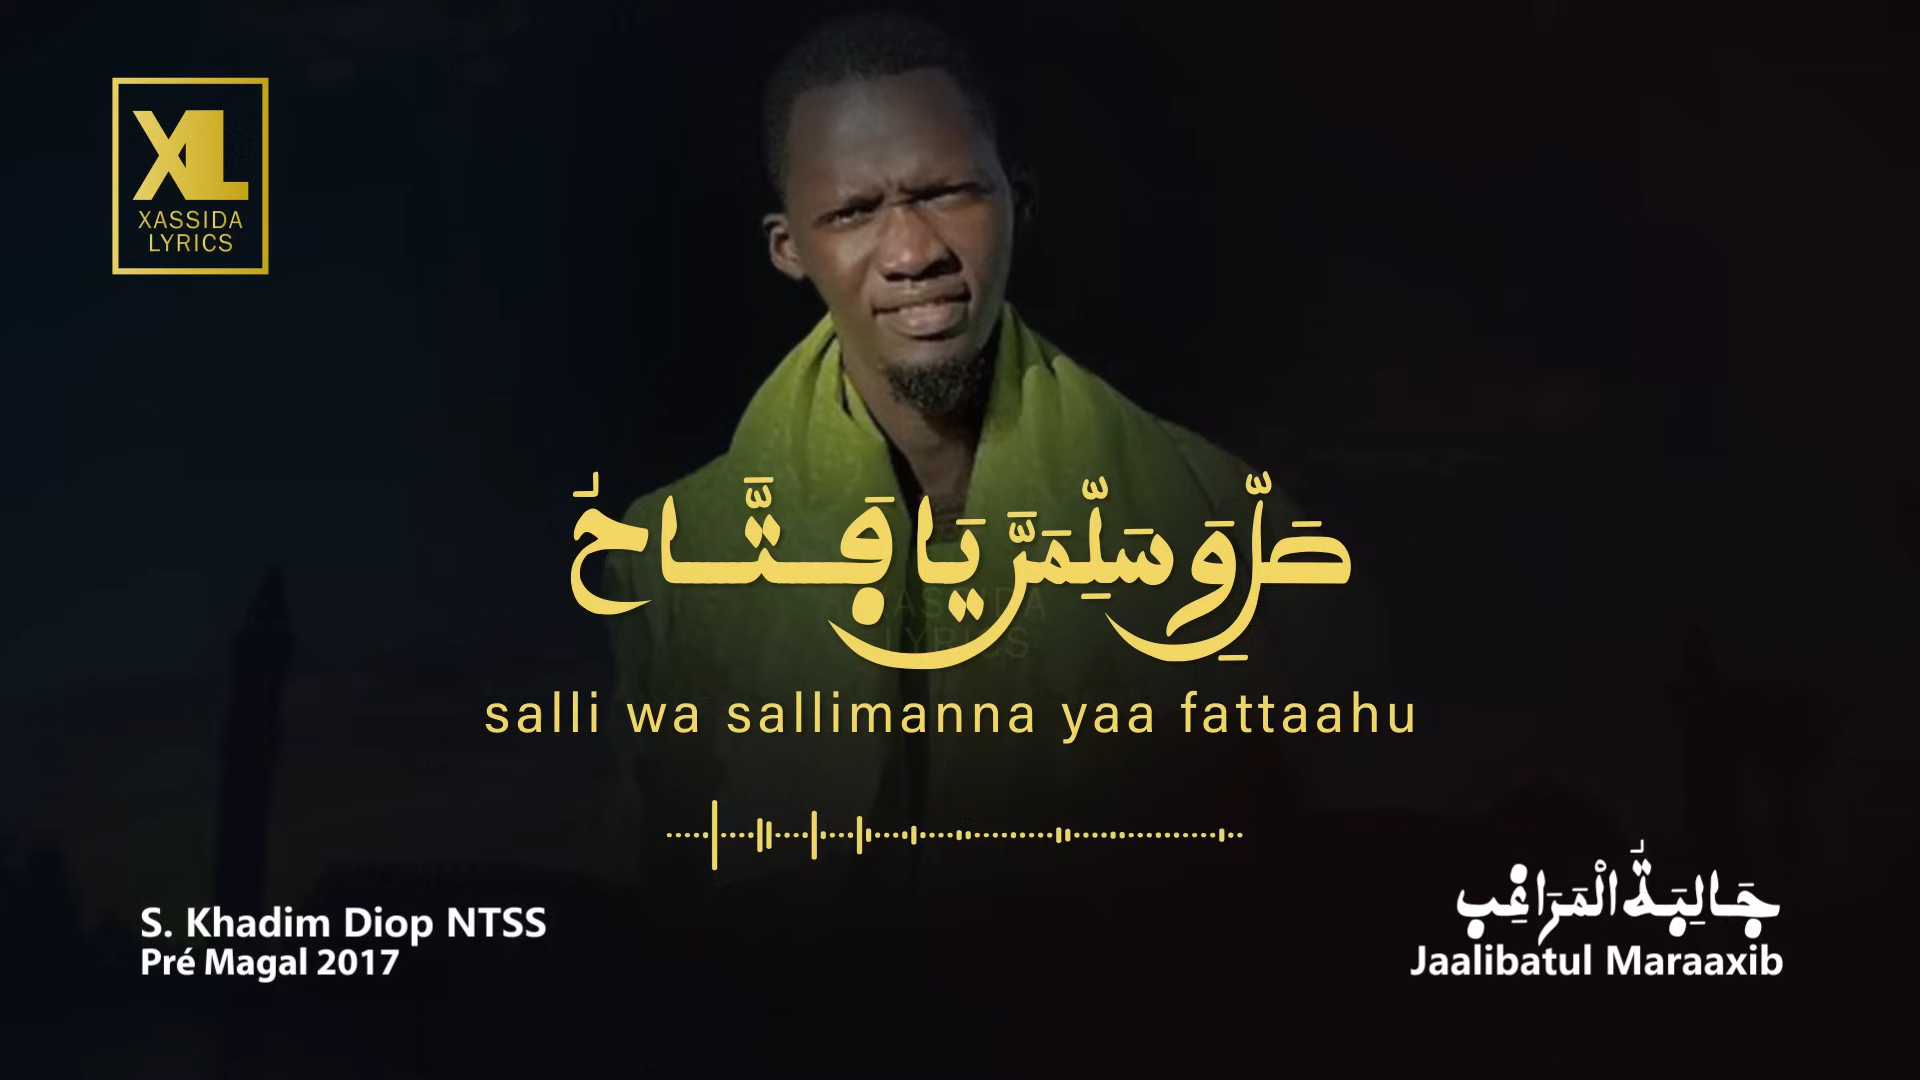 XL
XASSIDA
LYRICS
صَلِّ وَسَلِّمَنَّ يَا فَتَّاحُ
salli wa sallimanna yaa fattaahu
S. Khadim Diop NTSS
Pré Magal 2017
جَالِبَةُ الْمَرَاغِبِ
Jaalibatul Maraaxib